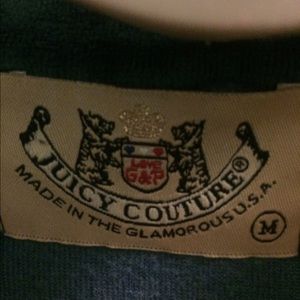 LOVE
G&P
JUICY COUTURE®
MADE IN THE GLAMOROUS U.S.A.
M